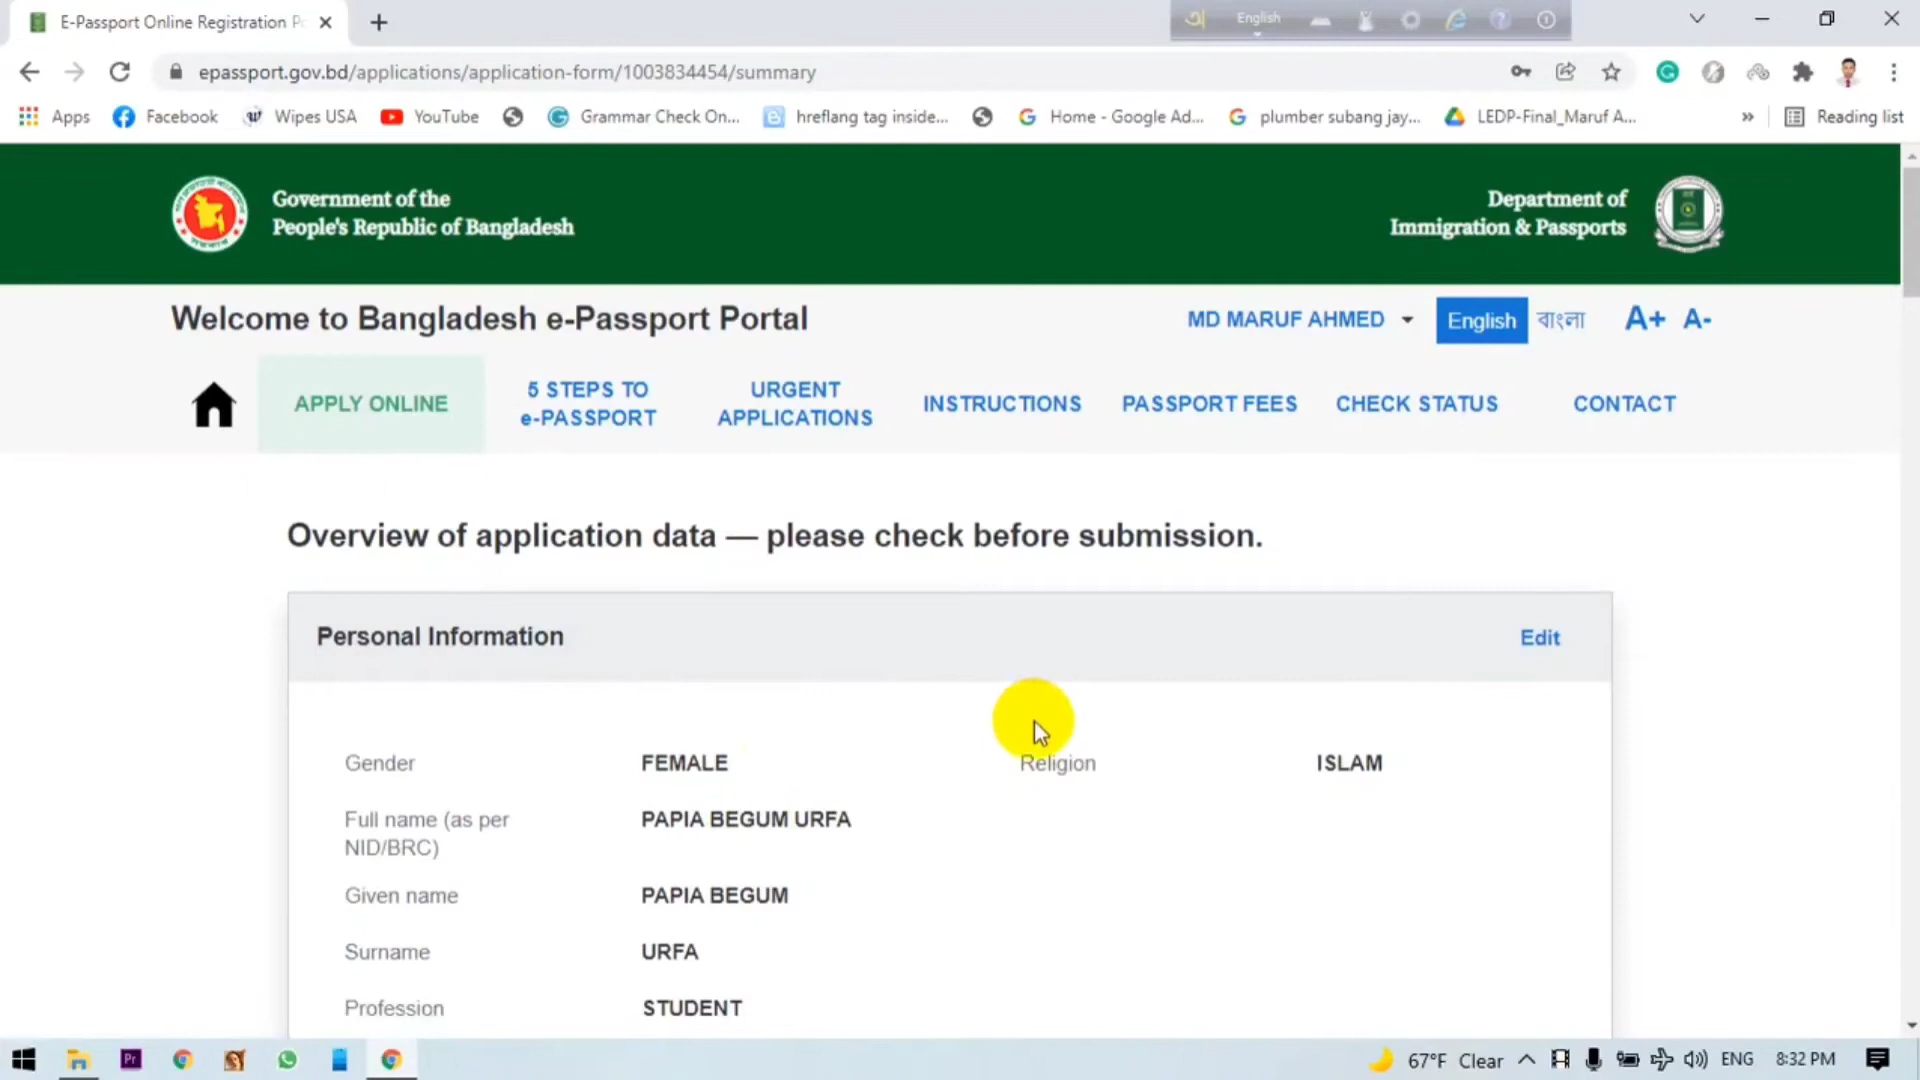 E-Passport Online Registration
English
epassport.gov.bd/applications/application-form/1003834454/summary
Apps
Facebook
Wipes USA
YouTube
Grammar Check On...
hreflang tag inside...
Home - Google Ad...
plumber subang jay...
LEDP-Final_Maruf A...
»
Reading list
Government of the
People's Republic of Bangladesh
Department of
Immigration & Passports
Welcome to Bangladesh e-Passport Portal
MD MARUF AHMED
English
বাংলা
A+
A-
APPLY ONLINE
5 STEPS TO
e-PASSPORT
URGENT
APPLICATIONS
INSTRUCTIONS
PASSPORT FEES
CHECK STATUS
CONTACT
Overview of application data — please check before submission.
Personal Information
Edit
Gender
FEMALE
Religion
ISLAM
Full name (as per
NID/BRC)
PAPIA BEGUM URFA
Given name
PAPIA BEGUM
Surname
URFA
Profession
STUDENT
Pr
67°F Clear
ENG
8:32 PM